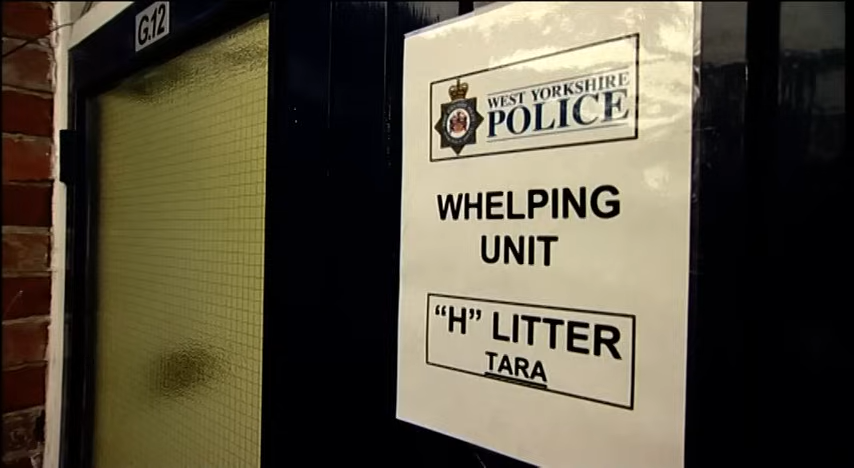 G.12
WEST YORKSHIRE
POLICE
WHELPING
UNIT
“H” LITTER
TARA